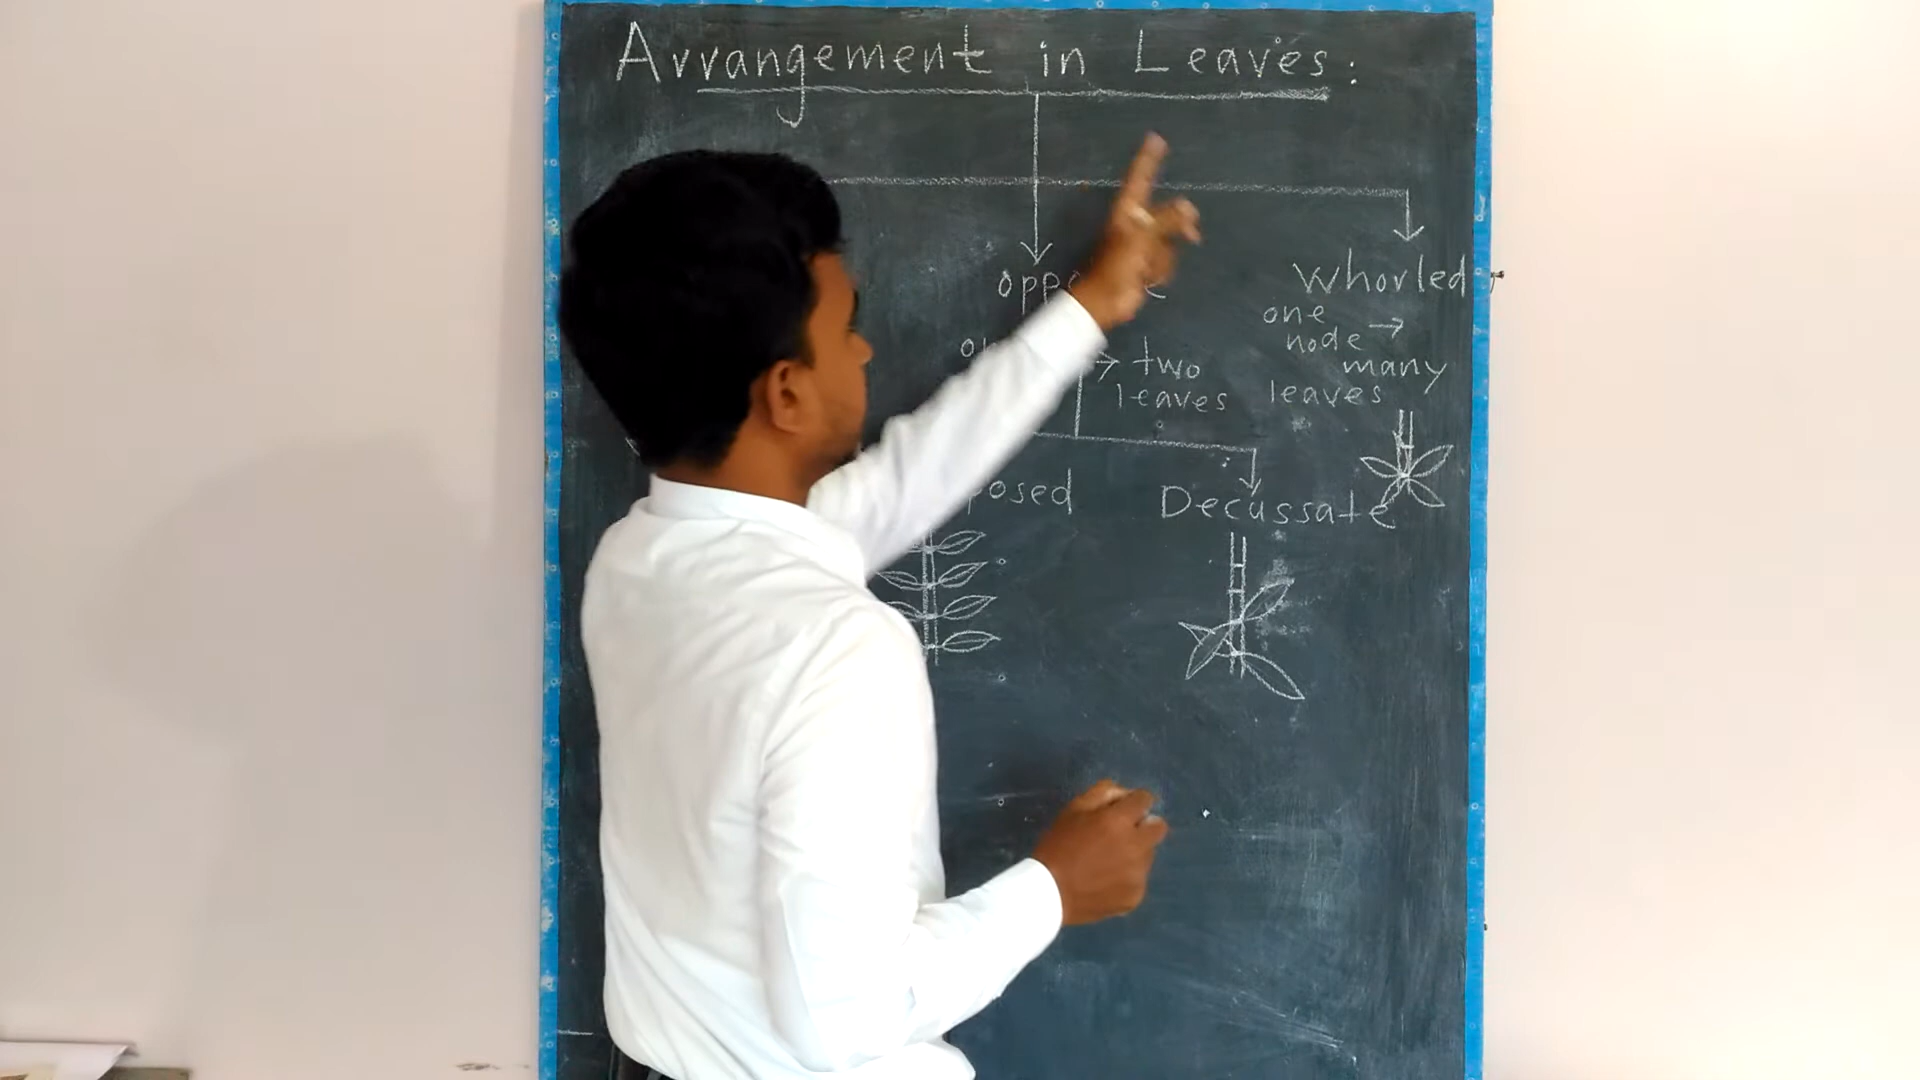 Arrangement in Leaves:
whorled
one
node →
many
leaves
→ two
leaves
Decussate